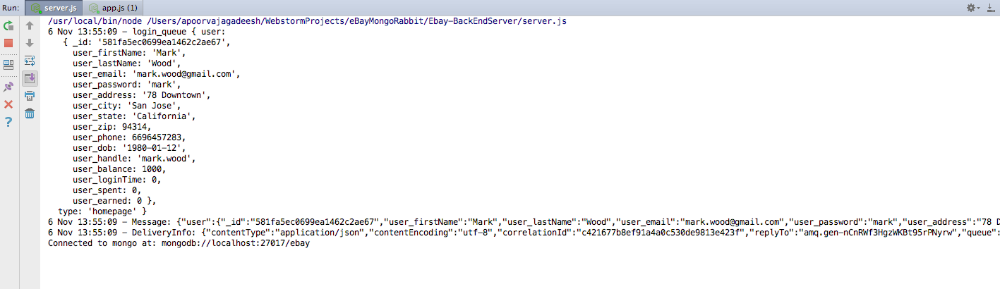 Run: server.js app.js (1)
/usr/local/bin/node /Users/apoorvajagadeesh/WebstormProjects/eBayMongoRabbit/Ebay-BackEndServer/server.js
6 Nov 13:55:09 - login_queue { user:
{ _id: '581fa5ec0699ea1462c2ae67',
user_firstName: 'Mark',
user_lastName: 'Wood',
user_email: 'mark.wood@gmail.com',
user_password: 'mark',
user_address: '78 Downtown',
user_city: 'San Jose',
user_state: 'California',
user_zip: 94314,
user_phone: 6696457283,
user_dob: '1980-01-12',
user_handle: 'mark.wood',
user_balance: 1000,
user_loginTime: 0,
user_spent: 0,
user_earned: 0 },
type: 'homepage' }
6 Nov 13:55:09 - Message: {"user":{"_id":"581fa5ec0699ea1462c2ae67","user_firstName":"Mark","user_lastName":"Wood","user_email":"mark.wood@gmail.com","user_password":"mark","user_address":"78 D
6 Nov 13:55:09 - DeliveryInfo: {"contentType":"application/json","contentEncoding":"utf-8","correlationId":"c421677b8ef91a4a0c530de9813e423f","replyTo":"amq.gen-nCnRWf3HgzWKBt95rPNyrw","queue":
Connected to mongo at: mongodb://localhost:27017/ebay